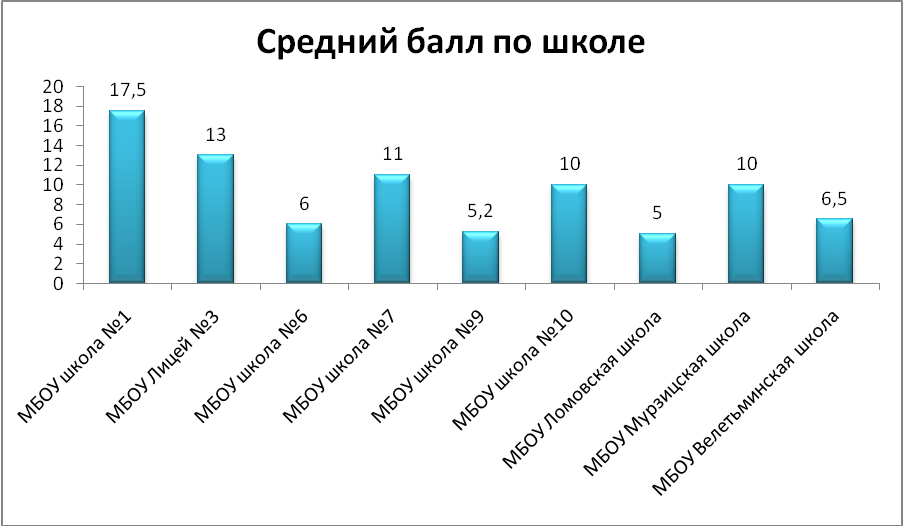 Средний балл по школе
20
18
16
14
12
10
8
6
4
2
0
17,5
13
6
11
5,2
10
5
10
6,5
МБОУ школа №1
МБОУ Лицей №3
МБОУ школа №6
МБОУ школа №7
МБОУ школа №9
МБОУ школа №10
МБОУ Ломовская школа
МБОУ Мурзицская школа
МБОУ Велетьминская школа